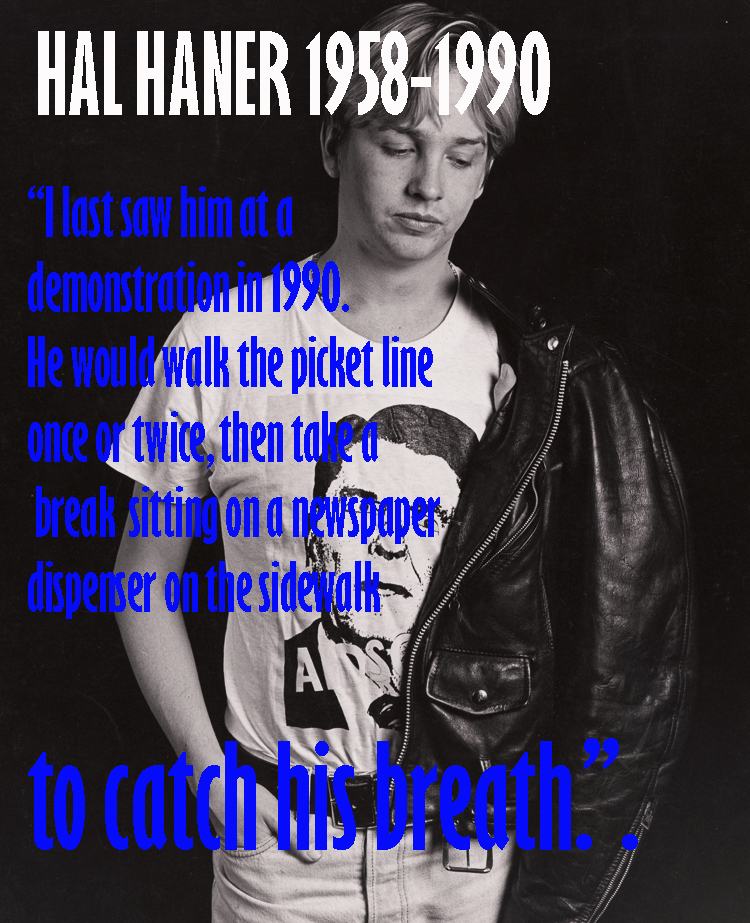 HAL HANER 1958-1990
“I last saw him at a
demonstration in 1990.
He would walk the picket line
once or twice, then take a
break sitting on a newspaper
dispenser on the sidewalk
to catch his breath.”.
AIDS